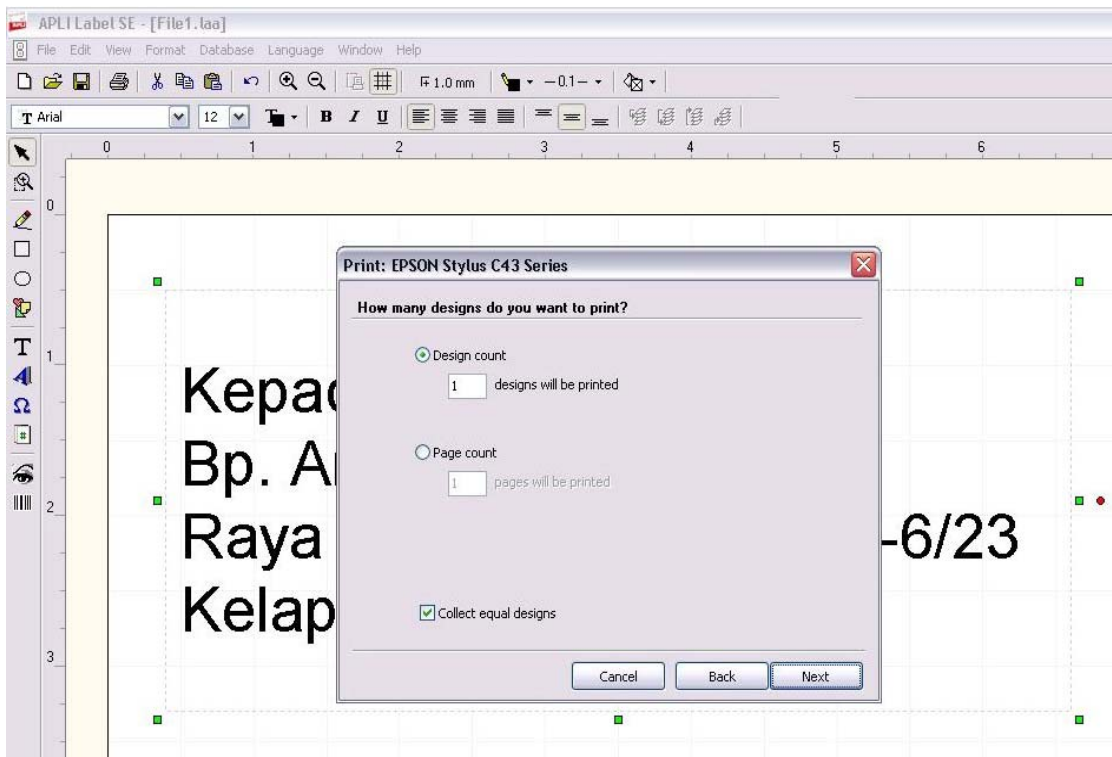 APLI Label SE - [File1.laa]
File Edit View Format Database Language Window Help
1.0 mm 0.1
T Arial 12 B I U
0 1 2 3 4 5 6
0
1
2
3
Print: EPSON Stylus C43 Series
How many designs do you want to print?
Design count
1 designs will be printed
Page count
1 pages will be printed
Collect equal designs
Cancel Back Next
Bp.
Raya -6/23